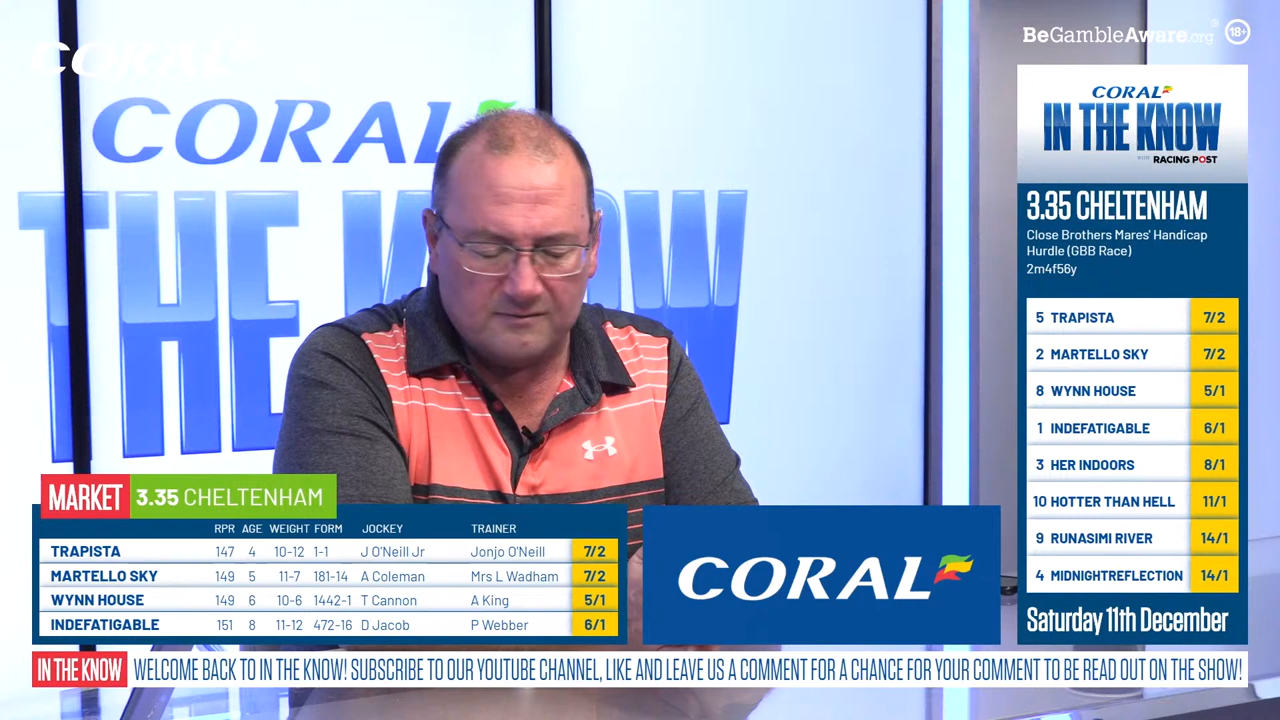 CORAL
BeGambleAware.org 18+
CORAL
THE KNOW
CORAL
IN THE KNOW
WITH RACING POST
3.35 CHELTENHAM
Close Brothers Mares' Handicap
Hurdle (GBB Race)
2m4f56y
5 TRAPISTA 7/2
2 MARTELLO SKY 7/2
8 WYNN HOUSE 5/1
1 INDEFATIGABLE 6/1
3 HER INDOORS 8/1
10 HOTTER THAN HELL 11/1
9 RUNASIMI RIVER 14/1
4 MIDNIGHTREFLECTION 14/1
Saturday 11th December
MARKET 3.35 CHELTENHAM
RPR AGE WEIGHT FORM JOCKEY TRAINER
TRAPISTA 147 4 10-12 1-1 J O'Neill Jr Jonjo O'Neill 7/2
MARTELLO SKY 149 5 11-7 181-14 A Coleman Mrs L Wadham 7/2
WYNN HOUSE 149 6 10-6 1442-1 T Cannon A King 5/1
INDEFATIGABLE 151 8 11-12 472-16 D Jacob P Webber 6/1
CORAL
IN THE KNOW WELCOME BACK TO IN THE KNOW! SUBSCRIBE TO OUR YOUTUBE CHANNEL, LIKE AND LEAVE US A COMMENT FOR A CHANCE FOR YOUR COMMENT TO BE READ OUT ON THE SHOW!